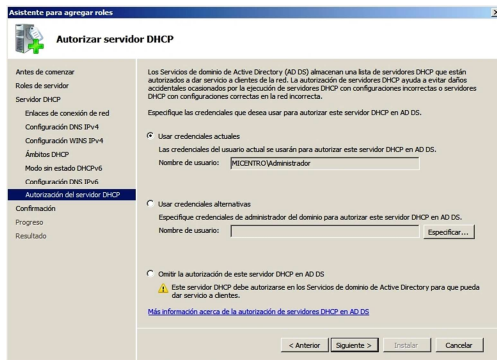 Asistente para agregar roles
Autorizar servidor DHCP
Antes de comenzar
Roles de servidor
Servidor DHCP
Enlaces de conexión de red
Configuración DNS IPv4
Configuración WINS IPv4
Ámbitos DHCP
Modo sin estado DHCPv6
Configuración DNS IPv6
Autorización del servidor DHCP
Confirmación
Progreso
Resultado
Los Servicios de dominio de Active Directory (AD DS) almacenan una lista de servidores DHCP que están
autorizados a dar servicio a clientes de la red. La autorización de servidores DHCP ayuda a evitar daños
accidentales ocasionados por la ejecución de servidores DHCP con configuraciones incorrectas o servidores
DHCP con configuraciones correctas en la red incorrecta.
Especifique las credenciales que desea usar para autorizar este servidor DHCP en AD DS.
Usar credenciales actuales
Las credenciales del usuario actual se usarán para autorizar este servidor DHCP en AD DS.
Nombre de usuario: MICENTRO\Administrador
Usar credenciales alternativas
Especifique credenciales de administrador del dominio para autorizar este servidor DHCP en AD DS.
Nombre de usuario: Especificar...
Omitir la autorización de este servidor DHCP en AD DS
Este servidor DHCP debe autorizarse en los Servicios de dominio de Active Directory para que pueda
dar servicio a clientes.
Más información acerca de la autorización de servidores DHCP en AD DS
< Anterior Siguiente > Instalar Cancelar